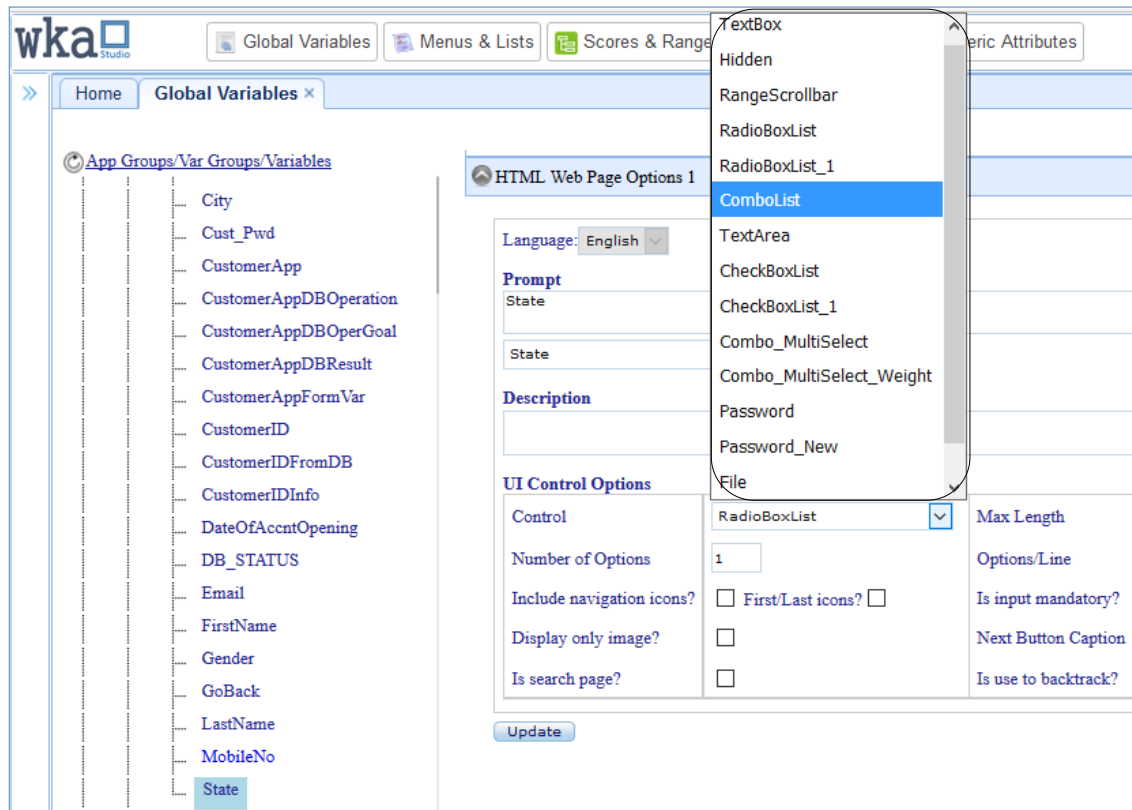 wka
Studio
Global Variables
Menus & Lists
Scores & Range
eric Attributes
Home
Global Variables ×
App Groups/Var Groups/Variables
City
Cust_Pwd
CustomerApp
CustomerAppDBOperation
CustomerAppDBOperGoal
CustomerAppDBResult
CustomerAppFormVar
CustomerID
CustomerIDFromDB
CustomerIDInfo
DateOfAccntOpening
DB_STATUS
Email
FirstName
Gender
GoBack
LastName
MobileNo
State
HTML Web Page Options 1
Language: English
Prompt
State
State
Description
UI Control Options
TextBox
Hidden
RangeScrollbar
RadioBoxList
RadioBoxList_1
ComboList
TextArea
CheckBoxList
CheckBoxList_1
Combo_MultiSelect
Combo_MultiSelect_Weight
Password
Password_New
File
Control RadioBoxList Max Length
Number of Options 1 Options/Line
Include navigation icons? First/Last icons? Is input mandatory?
Display only image? Next Button Caption
Is search page? Is use to backtrack?
Update